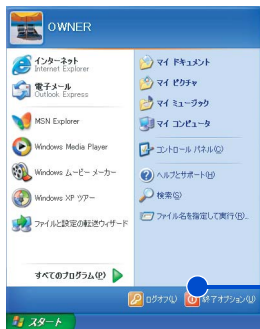 OWNER
インターネット
Internet Explorer
電子メール
Outlook Express
MSN Explorer
Windows Media Player
Windows ムービー メーカー
Windows XP ツアー
ファイルと設定の転送ウィザード
すべてのプログラム(P)
マイ ドキュメント
マイ ピクチャ
マイ ミュージック
マイ コンピュータ
コントロール パネル(C)
ヘルプとサポート(H)
検索(S)
ファイル名を指定して実行(R)...
ログオフ(L)
終了オプション(U)
スタート